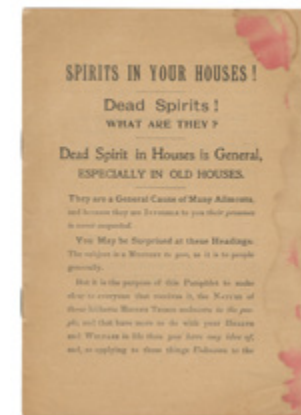 SPIRITS IN YOUR HOUSES!
Dead Spirits!
WHAT ARE THEY?
Dead Spirit in Houses is General,
ESPECIALLY IN OLD HOUSES.
They are a General Cause of Many Ailments,
and because they are Invisible to you their presence
is never suspected.
You May be Surprised at these Headings.
The subject is a Mystery to you, as it is to people
generally.
But it is the purpose of this Pamphlet to make
clear to everyone that receives it, the Nature of
these hitherto Hidden Things unknown to the peo-
ple, and that have more to do with your Health
and Welfare in life than you have any idea of,
and, as applying to those things Unknown to the